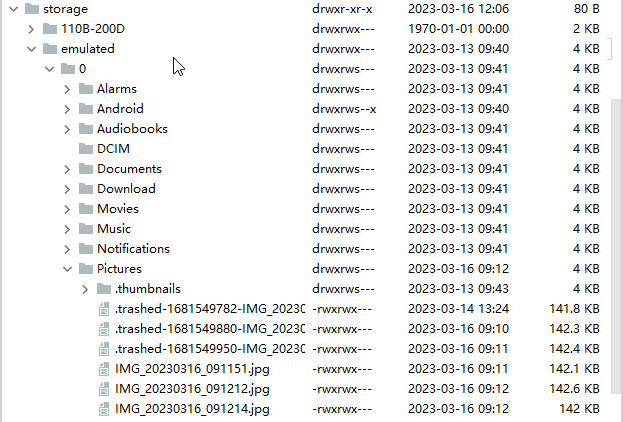 storage drwxr-xr-x 2023-03-16 12:06 80 B
110B-200D drwxrwx--- 1970-01-01 00:00 2 KB
emulated drwxrwx--- 2023-03-13 09:40 4 KB
0 drwxrws--- 2023-03-13 09:41 4 KB
Alarms drwxrws--- 2023-03-13 09:41 4 KB
Android drwxrws--x 2023-03-13 09:40 4 KB
Audiobooks drwxrws--- 2023-03-13 09:41 4 KB
DCIM drwxrws--- 2023-03-13 09:41 4 KB
Documents drwxrws--- 2023-03-13 09:41 4 KB
Download drwxrws--- 2023-03-13 09:41 4 KB
Movies drwxrws--- 2023-03-13 09:41 4 KB
Music drwxrws--- 2023-03-13 09:41 4 KB
Notifications drwxrws--- 2023-03-13 09:41 4 KB
Pictures drwxrws--- 2023-03-16 09:12 4 KB
.thumbnails drwxrws--- 2023-03-13 09:43 4 KB
.trashed-1681549782-IMG_20230 -rwxrwx--- 2023-03-14 13:24 141.8 KB
.trashed-1681549880-IMG_20230 -rwxrwx--- 2023-03-16 09:10 142.3 KB
.trashed-1681549950-IMG_20230 -rwxrwx--- 2023-03-16 09:11 142.4 KB
IMG_20230316_091151.jpg -rwxrwx--- 2023-03-16 09:11 142.1 KB
IMG_20230316_091212.jpg -rwxrwx--- 2023-03-16 09:12 142.6 KB
IMG_20230316_091214.jpg -rwxrwx--- 2023-03-16 09:12 142 KB